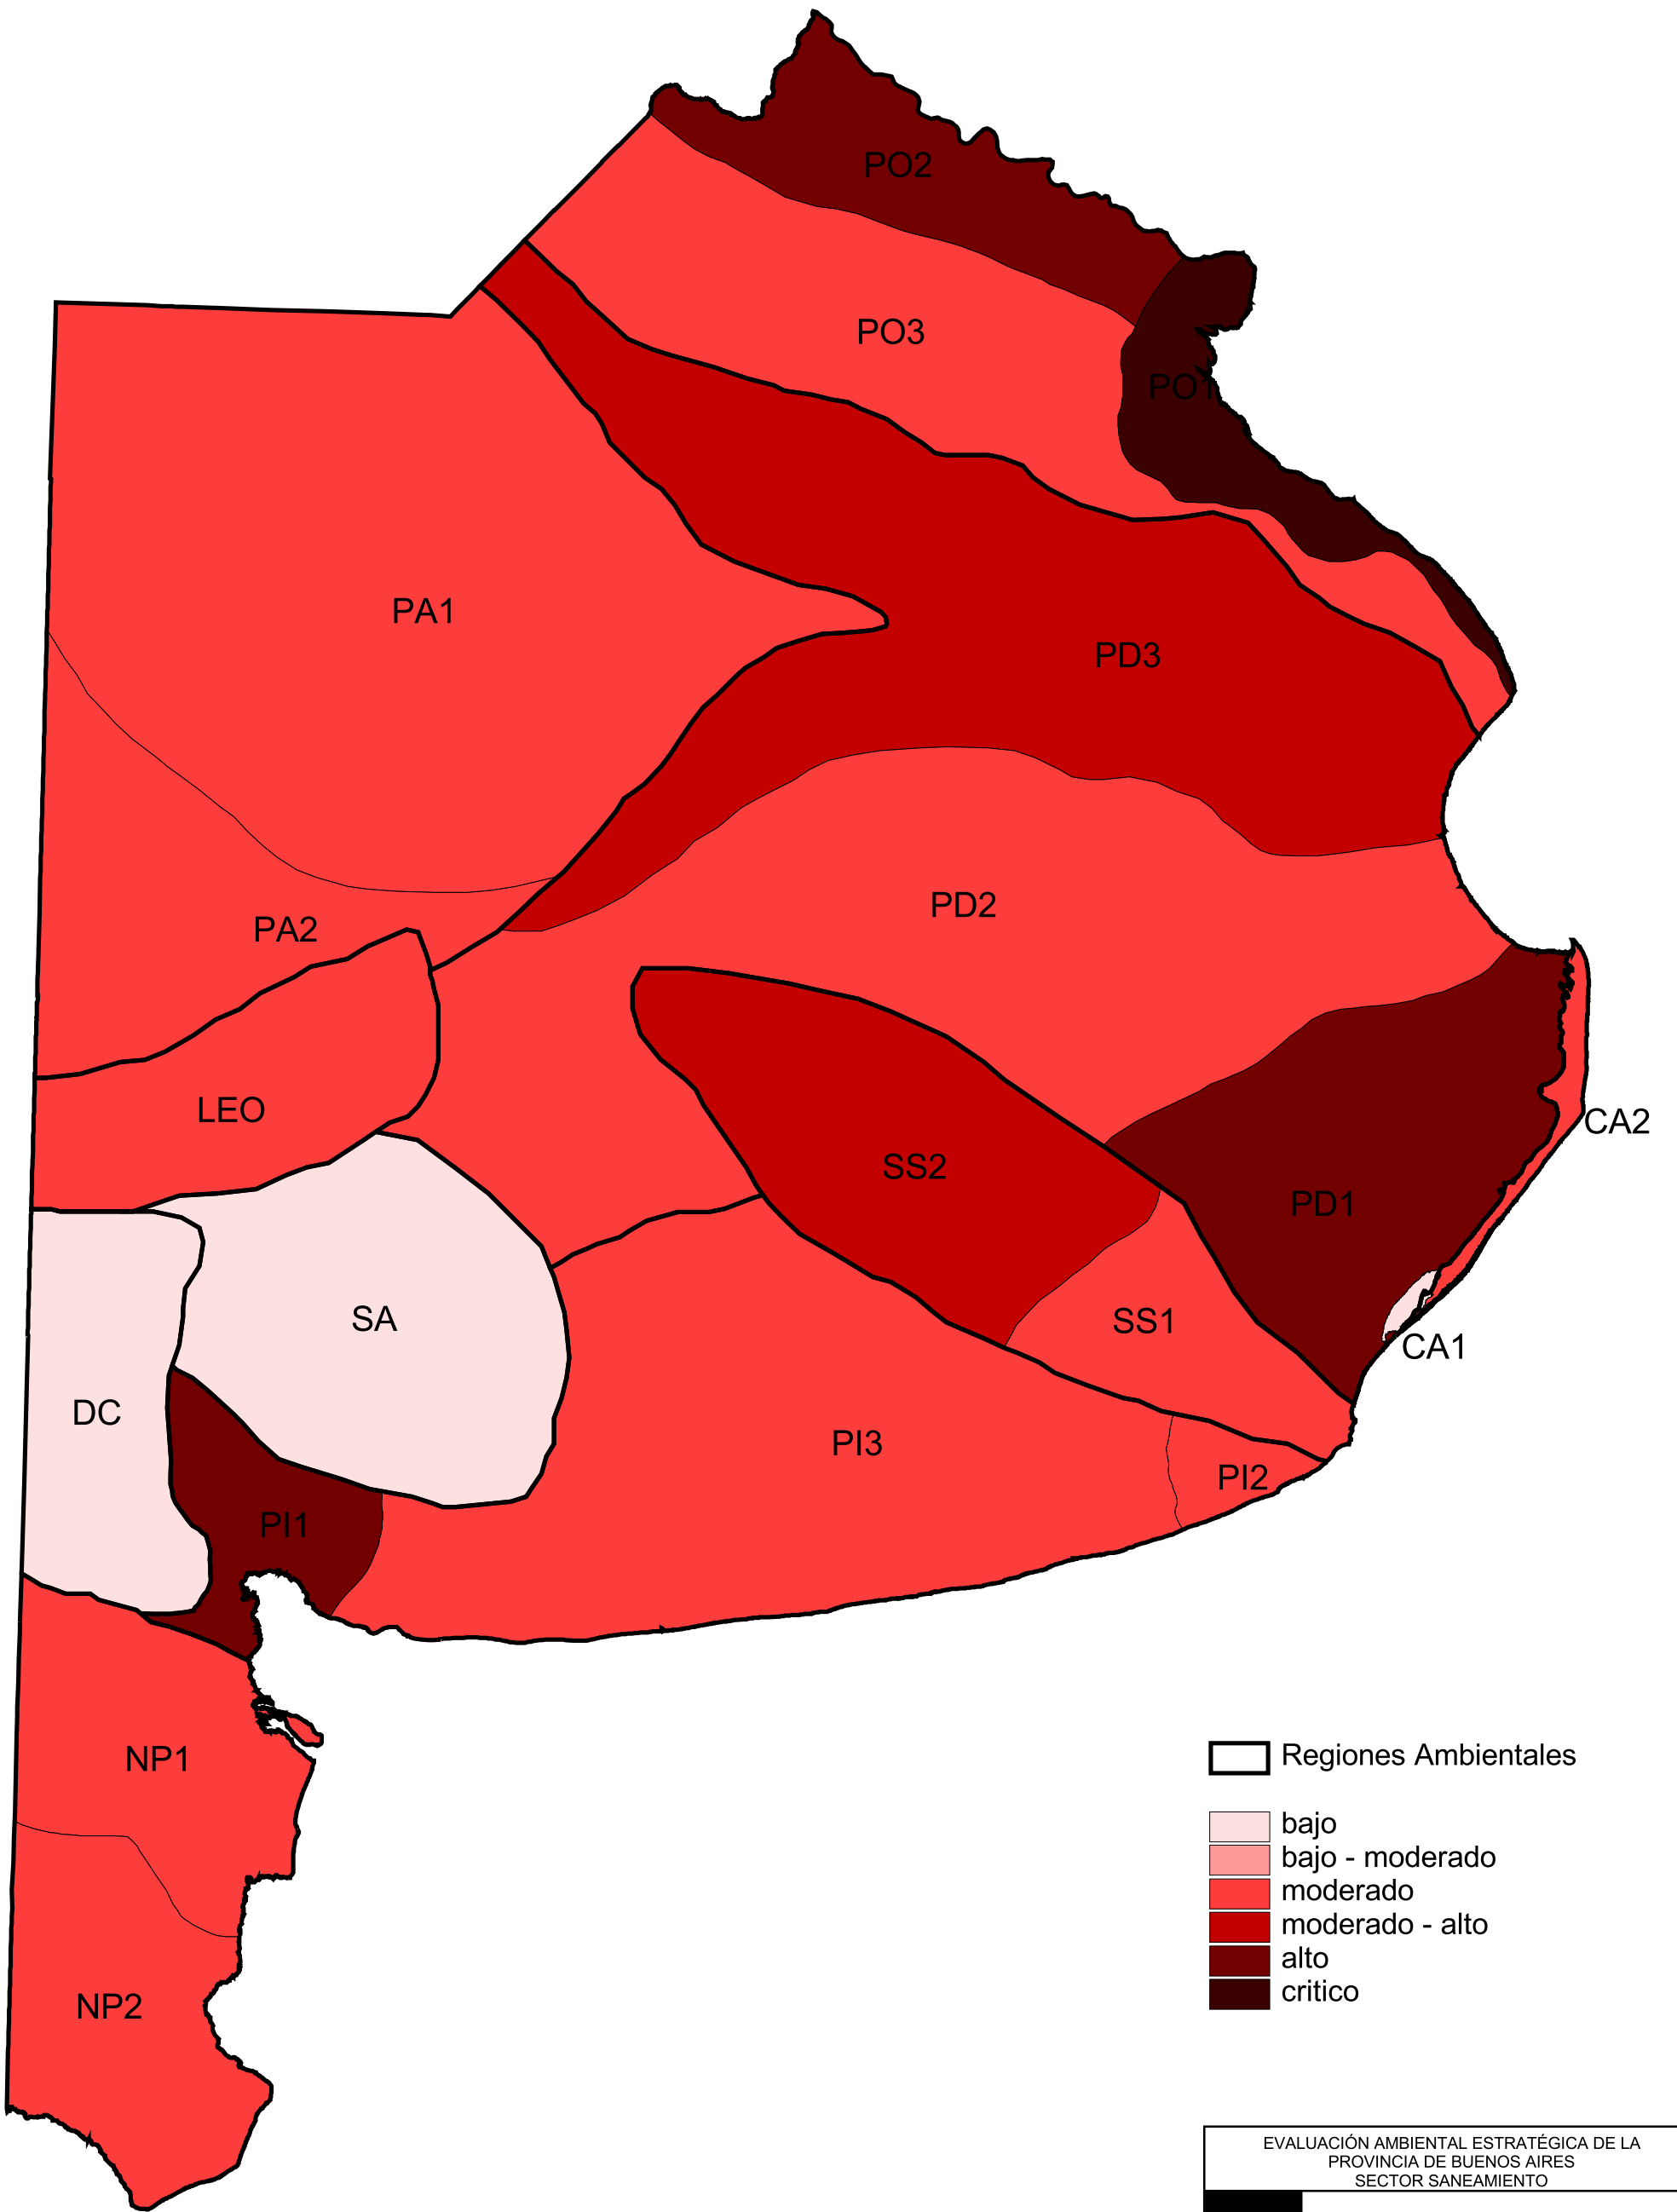 PO2
PO3
PO1
PA1
PD3
PD2
PA2
LEO
CA2
SS2
PD1
SA
SS1
CA1
DC
PI3
PI2
PI1
NP1
Regiones Ambientales
bajo
bajo - moderado
moderado
moderado - alto
alto
critico
NP2
EVALUACIÓN AMBIENTAL ESTRATÉGICA DE LA
PROVINCIA DE BUENOS AIRES
SECTOR SANEAMIENTO